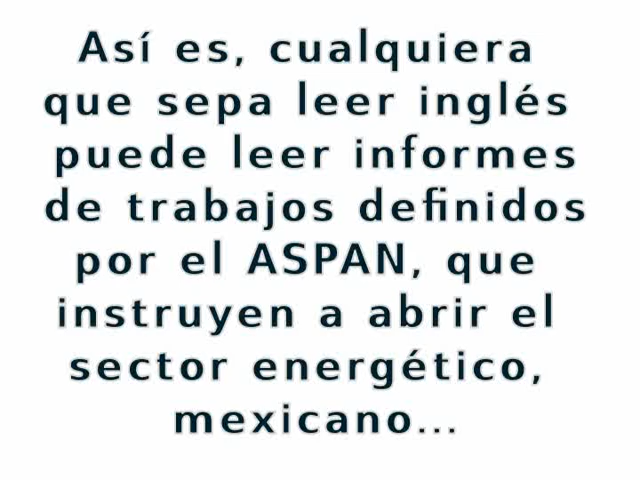 Así es, cualquiera
que sepa leer inglés
puede leer informes
de trabajos definidos
por el ASPAN, que
instruyen a abrir el
sector energético,
mexicano...